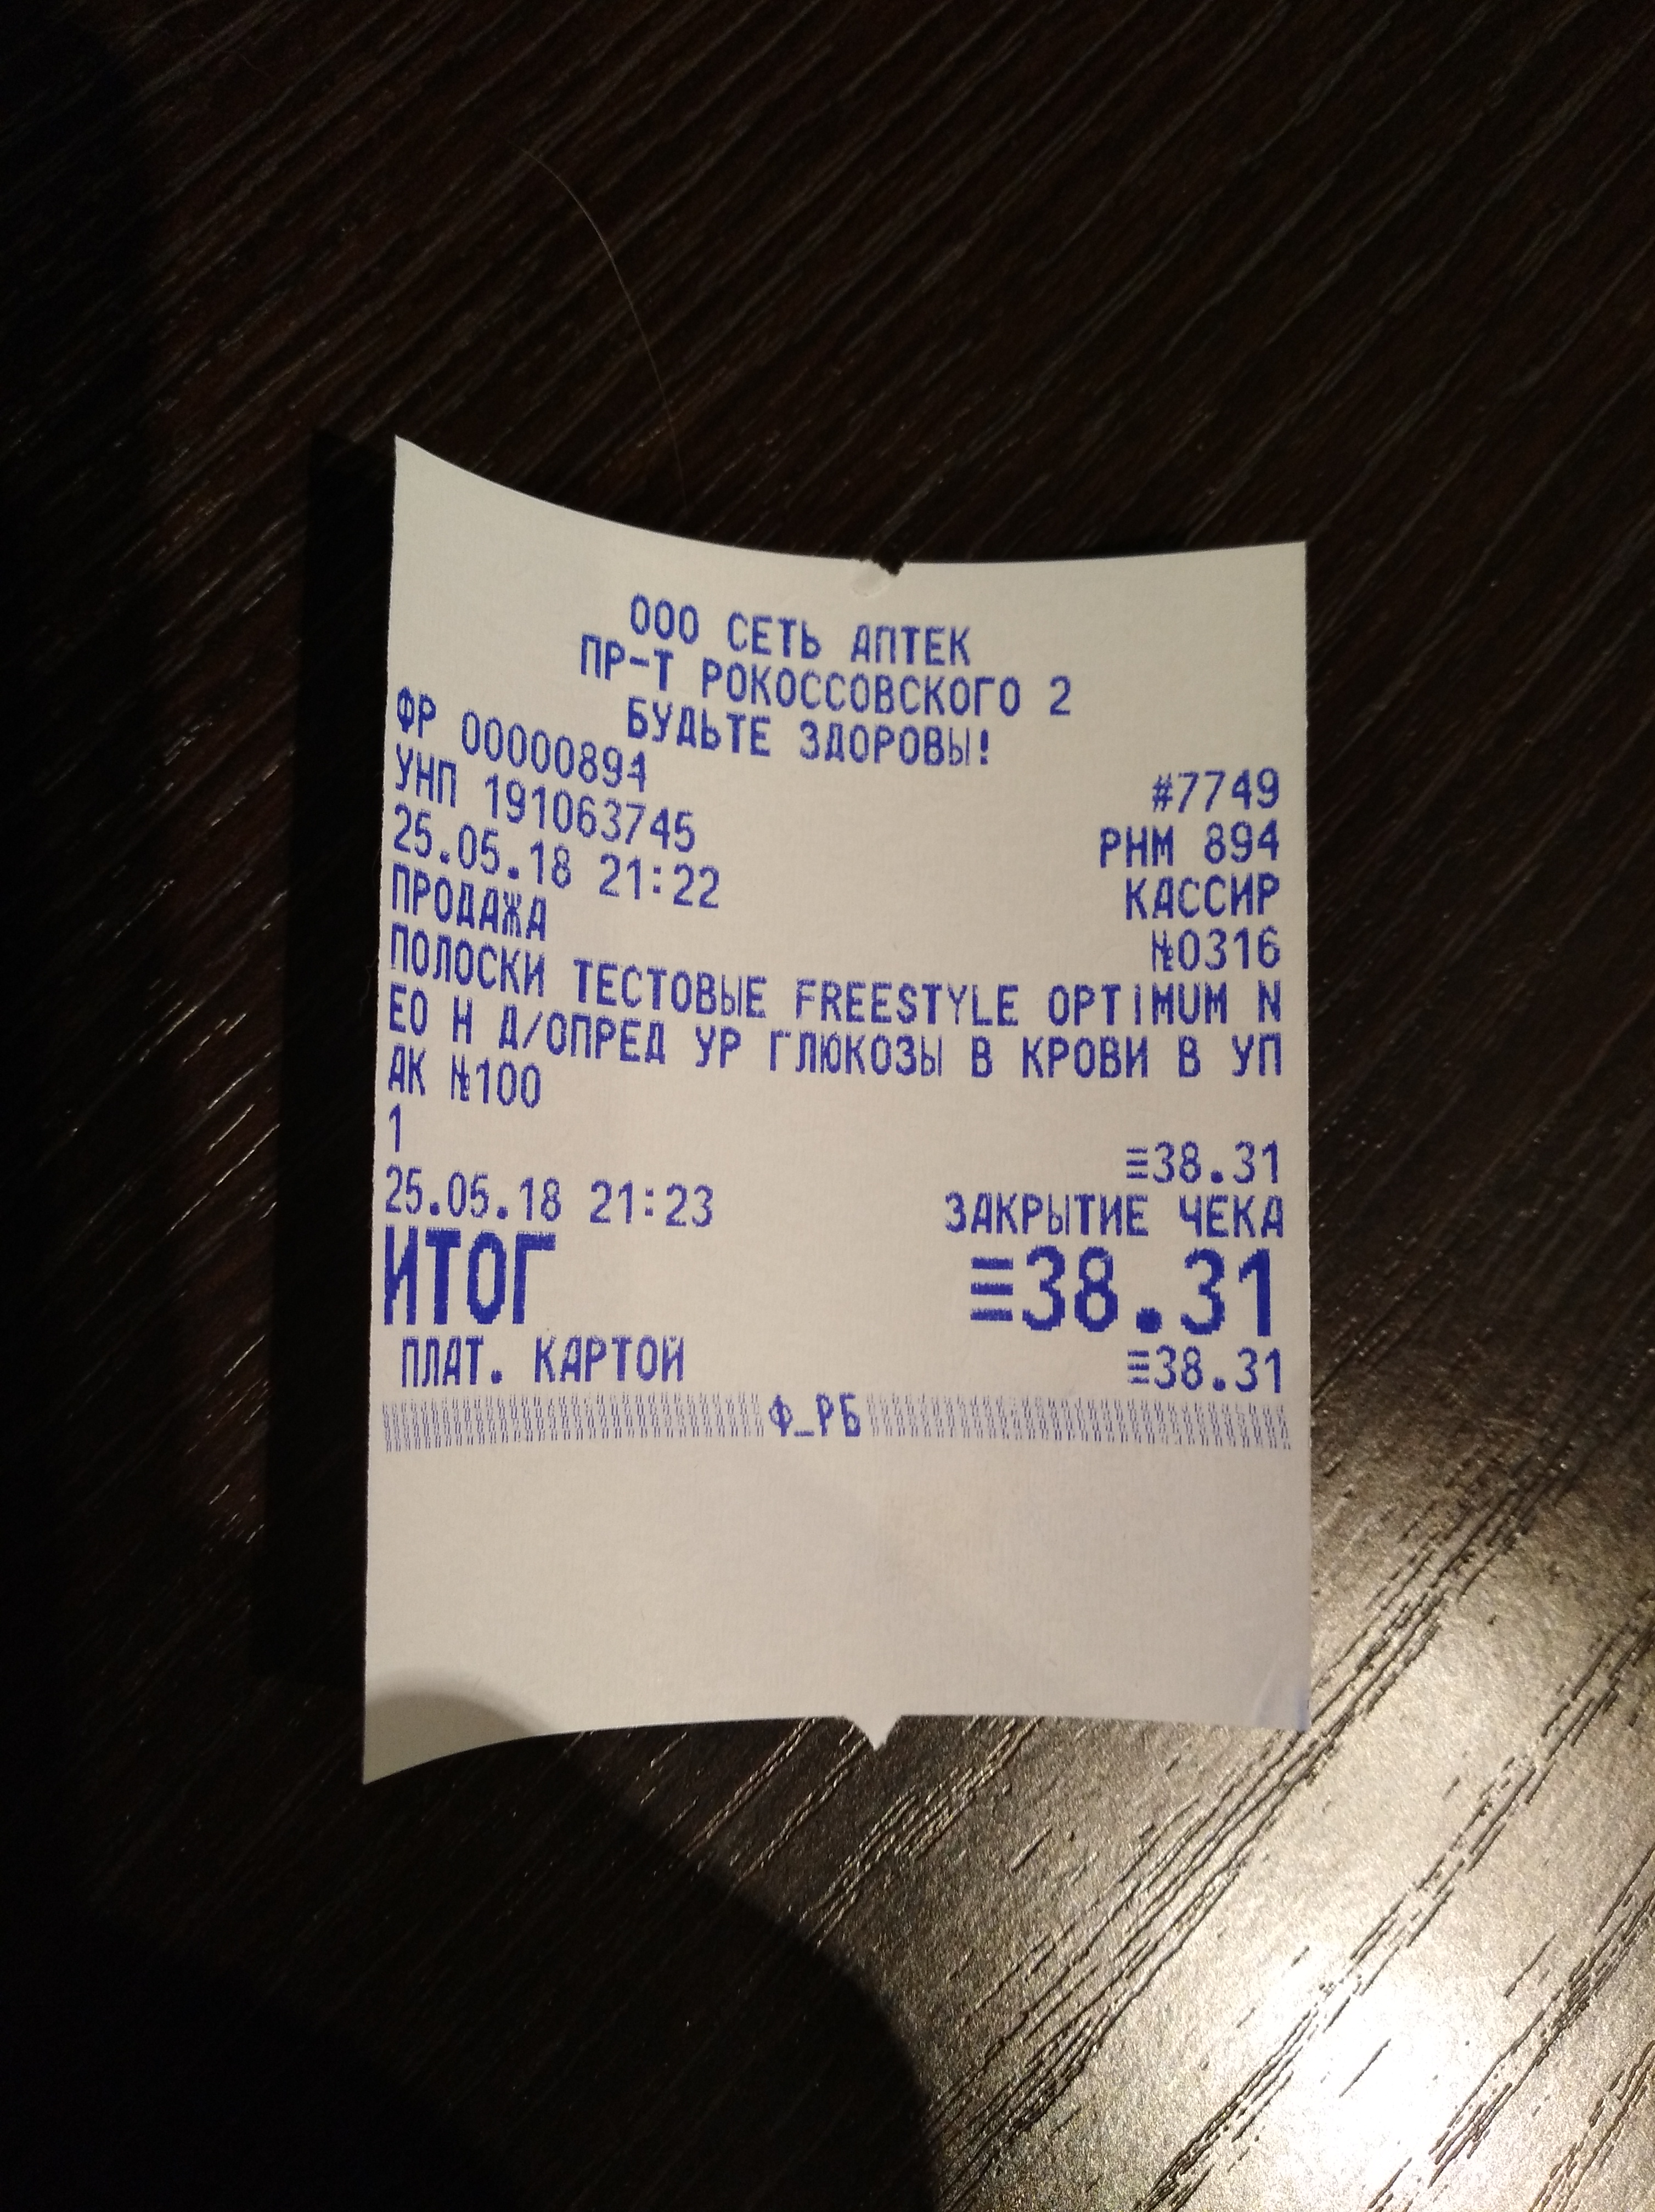 ООО СЕТЬ АПТЕК
ПР-Т РОКОССОВСКОГО 2
БУДЬТЕ ЗДОРОВЫ!
ФР 00000894 #7749
УНП 191063745 РНМ 894
25.05.18 21:22 КАССИР
ПРОДАЖА №0316
ПОЛОСКИ ТЕСТОВЫЕ FREESTYLE OPTIMUM N
EO H Д/ОПРЕД УР ГЛЮКОЗЫ В КРОВИ В УП
АК №100
1 ≡38.31
25.05.18 21:23 ЗАКРЫТИЕ ЧЕКА
ИТОГ ≡38.31
ПЛАТ. КАРТОЙ ≡38.31
Ф_РБ